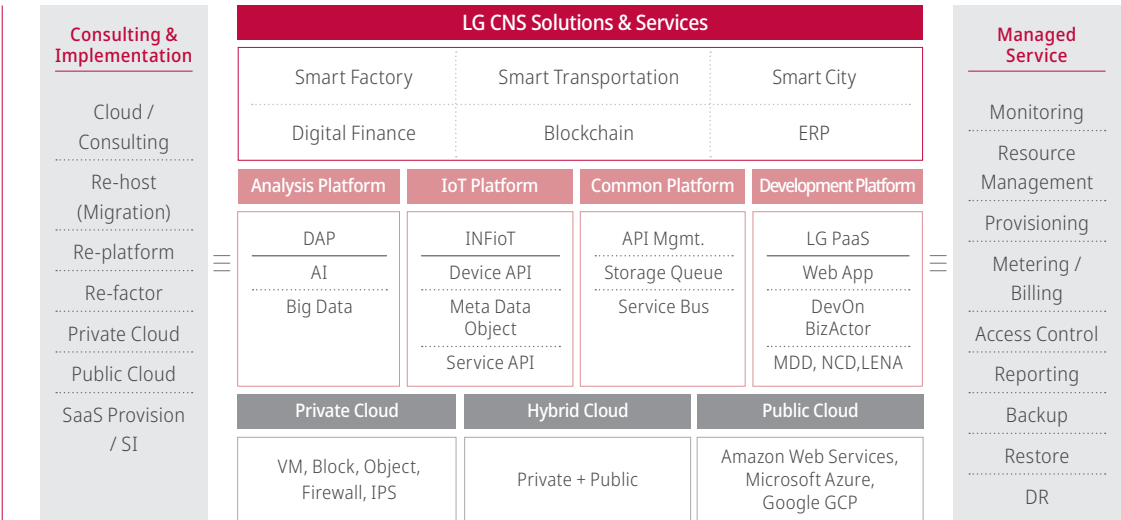 Consulting &
Implementation
Cloud /
Consulting
Re-host
(Migration)
Re-platform
Re-factor
Private Cloud
Public Cloud
SaaS Provision
/ SI
LG CNS Solutions & Services
Smart Factory
Smart Transportation
Smart City
Digital Finance
Blockchain
ERP
Analysis Platform
DAP
AI
Big Data
IoT Platform
INFioT
Device API
Meta Data
Object
Service API
Common Platform
API Mgmt.
Storage Queue
Service Bus
Development Platform
LG PaaS
Web App
DevOn
BizActor
MDD, NCD,LENA
Private Cloud
VM, Block, Object,
Firewall, IPS
Hybrid Cloud
Private + Public
Public Cloud
Amazon Web Services,
Microsoft Azure,
Google GCP
Managed
Service
Monitoring
Resource
Management
Provisioning
Metering /
Billing
Access Control
Reporting
Backup
Restore
DR